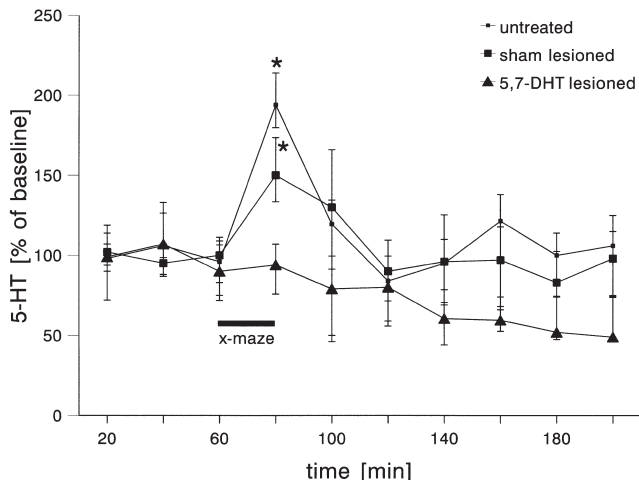 250
200
150
100
50
0
5-HT [% of baseline]
untreated
sham lesioned
5,7-DHT lesioned
*
*
x-maze
20
60
100
140
180
time [min]